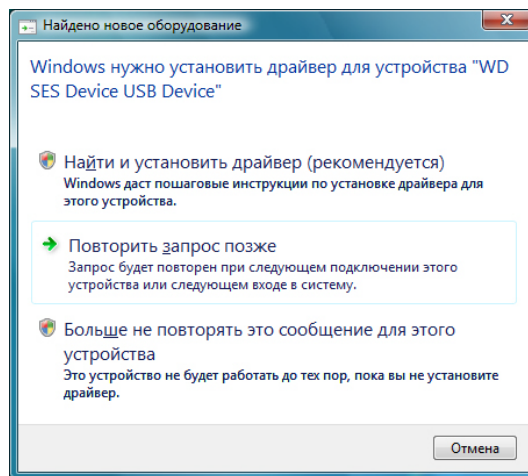 Найдено новое оборудование
Windows нужно установить драйвер для устройства "WD
SES Device USB Device"
Найти и установить драйвер (рекомендуется)
Windows даст пошаговые инструкции по установке драйвера для
этого устройства.
Повторить запрос позже
Запрос будет повторен при следующем подключении этого
устройства или следующем входе в систему.
Больше не повторять это сообщение для этого
устройства
Это устройство не будет работать до тех пор, пока вы не установите
драйвер.
Отмена